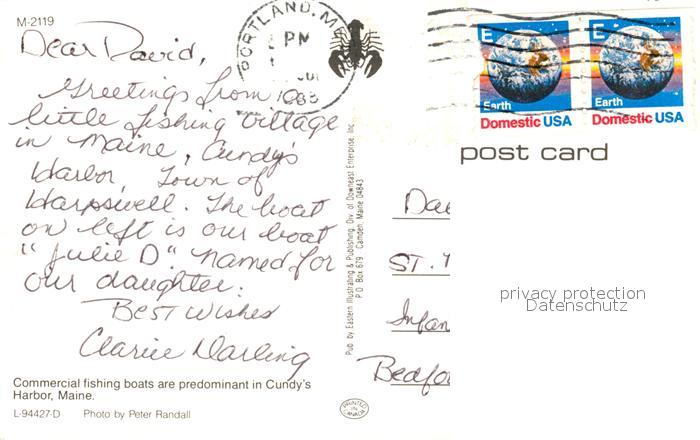 M-2119
Dear David,
Greetings from a
little fishing village
in Maine, Cundy's
Harbor, Town of
Harpswell. The boat
on left is our boat
"Julie D" named for
our daughter.
Best Wishes
Clarice Darling
Commercial fishing boats are predominant in Cundy's
Harbor, Maine.
L-94427-D Photo by Peter Randall
PORTLAND, M
PM
1988
Pub. by Eastern Illustrating & Publishing, Div. of Downeast Enterprise, Inc.
P.O. Box 679 Camden, Maine 04843
PRINTED
IN
CANADA
E
Earth
Domestic USA
E
Earth
Domestic USA
post card
Da
ST.
Infan
Bedfo
privacy protection
Datenschutz